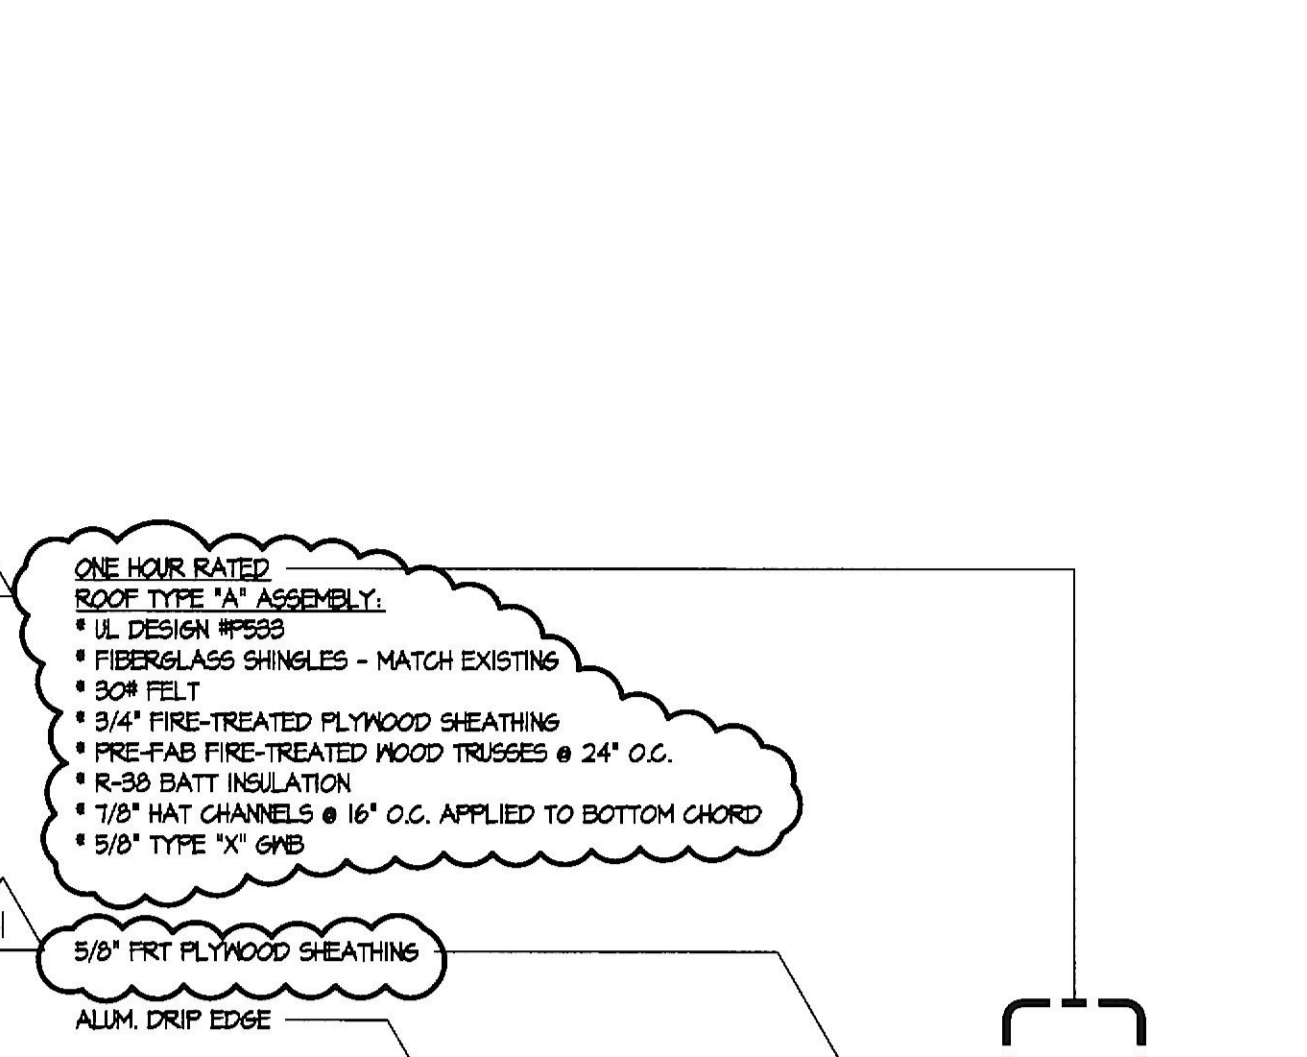 ONE HOUR RATED
ROOF TYPE "A" ASSEMBLY:
* UL DESIGN #P533
* FIBERGLASS SHINGLES - MATCH EXISTING
* 30# FELT
* 3/4" FIRE-TREATED PLYWOOD SHEATHING
* PRE-FAB FIRE-TREATED WOOD TRUSSES @ 24" O.C.
* R-38 BATT INSULATION
* 7/8" HAT CHANNELS @ 16" O.C. APPLIED TO BOTTOM CHORD
* 5/8" TYPE "X" GWB
5/8" FRT PLYWOOD SHEATHING
ALUM. DRIP EDGE